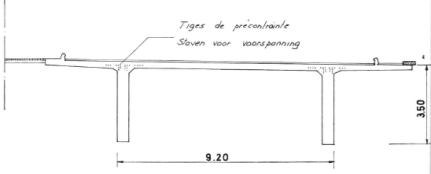 Tiges de précontrainte
Staven voor voorspanning
3.50
9.20